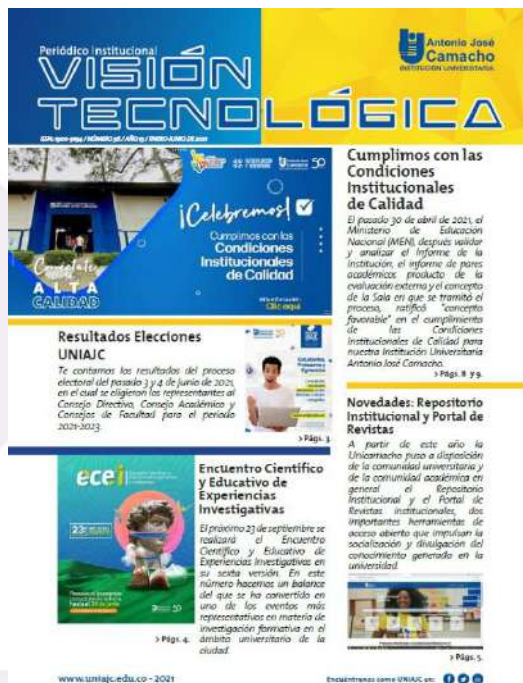 Periódico Institucional
VISIÓN
TECNOLÓGICA
Antonio José
Camacho
INSTITUCIÓN UNIVERSITARIA
/ AÑO 13 / ENERO-JUNIO DE 2021
¡Celebremos!
Cumplimos con las
Condiciones
Institucionales
de Calidad
Clic aquí
ALTA
CALIDAD
Cumplimos con las
Condiciones
Institucionales
de Calidad
El pasado 30 de abril de 2021, el
Ministerio de Educación
Nacional (MEN), después validar
y analizar el Informe de la
Institución, el informe de pares
académicos producto de la
evaluación externa y el concepto
de la Sala en que se tramitó el
proceso, ratificó "concepto
favorable" en el cumplimiento
de las Condiciones
Institucionales de Calidad para
nuestra Institución Universitaria
Antonio José Camacho.
> Págs. 8 y 9.
Resultados Elecciones
UNIAJC
Te contamos los resultados del proceso
electoral del pasado 3 y 4 de junio de 2021,
en el cual se eligieron los representantes al
Consejo Directivo, Consejo Académico y
Consejos de Facultad para el periodo
2021-2023.
> Págs. 3.
Novedades: Repositorio
Institucional y Portal de
Revistas
A partir de este año la
Unicamacho puso a disposición
de la comunidad universitaria y
de la comunidad académica en
general el Repositorio
Institucional y el Portal de
Revistas institucionales, dos
importantes herramientas de
acceso abierto que impulsan la
socialización y divulgación del
conocimiento generado en la
universidad.
> Págs. 5.
ecei
23
Encuentro Científico
y Educativo de
Experiencias
Investigativas
El próximo 23 de septiembre se
realizará el Encuentro
Científico y Educativo de
Experiencias Investigativas en
su sexta versión. En este
número hacemos un balance
del que se ha convertido en
uno de los eventos más
representativos en materia de
investigación formativa en el
ámbito universitario de la
ciudad.
> Págs. 4.
www.uniajc.edu.co - 2021
Encuéntranos como UNIAJC en: